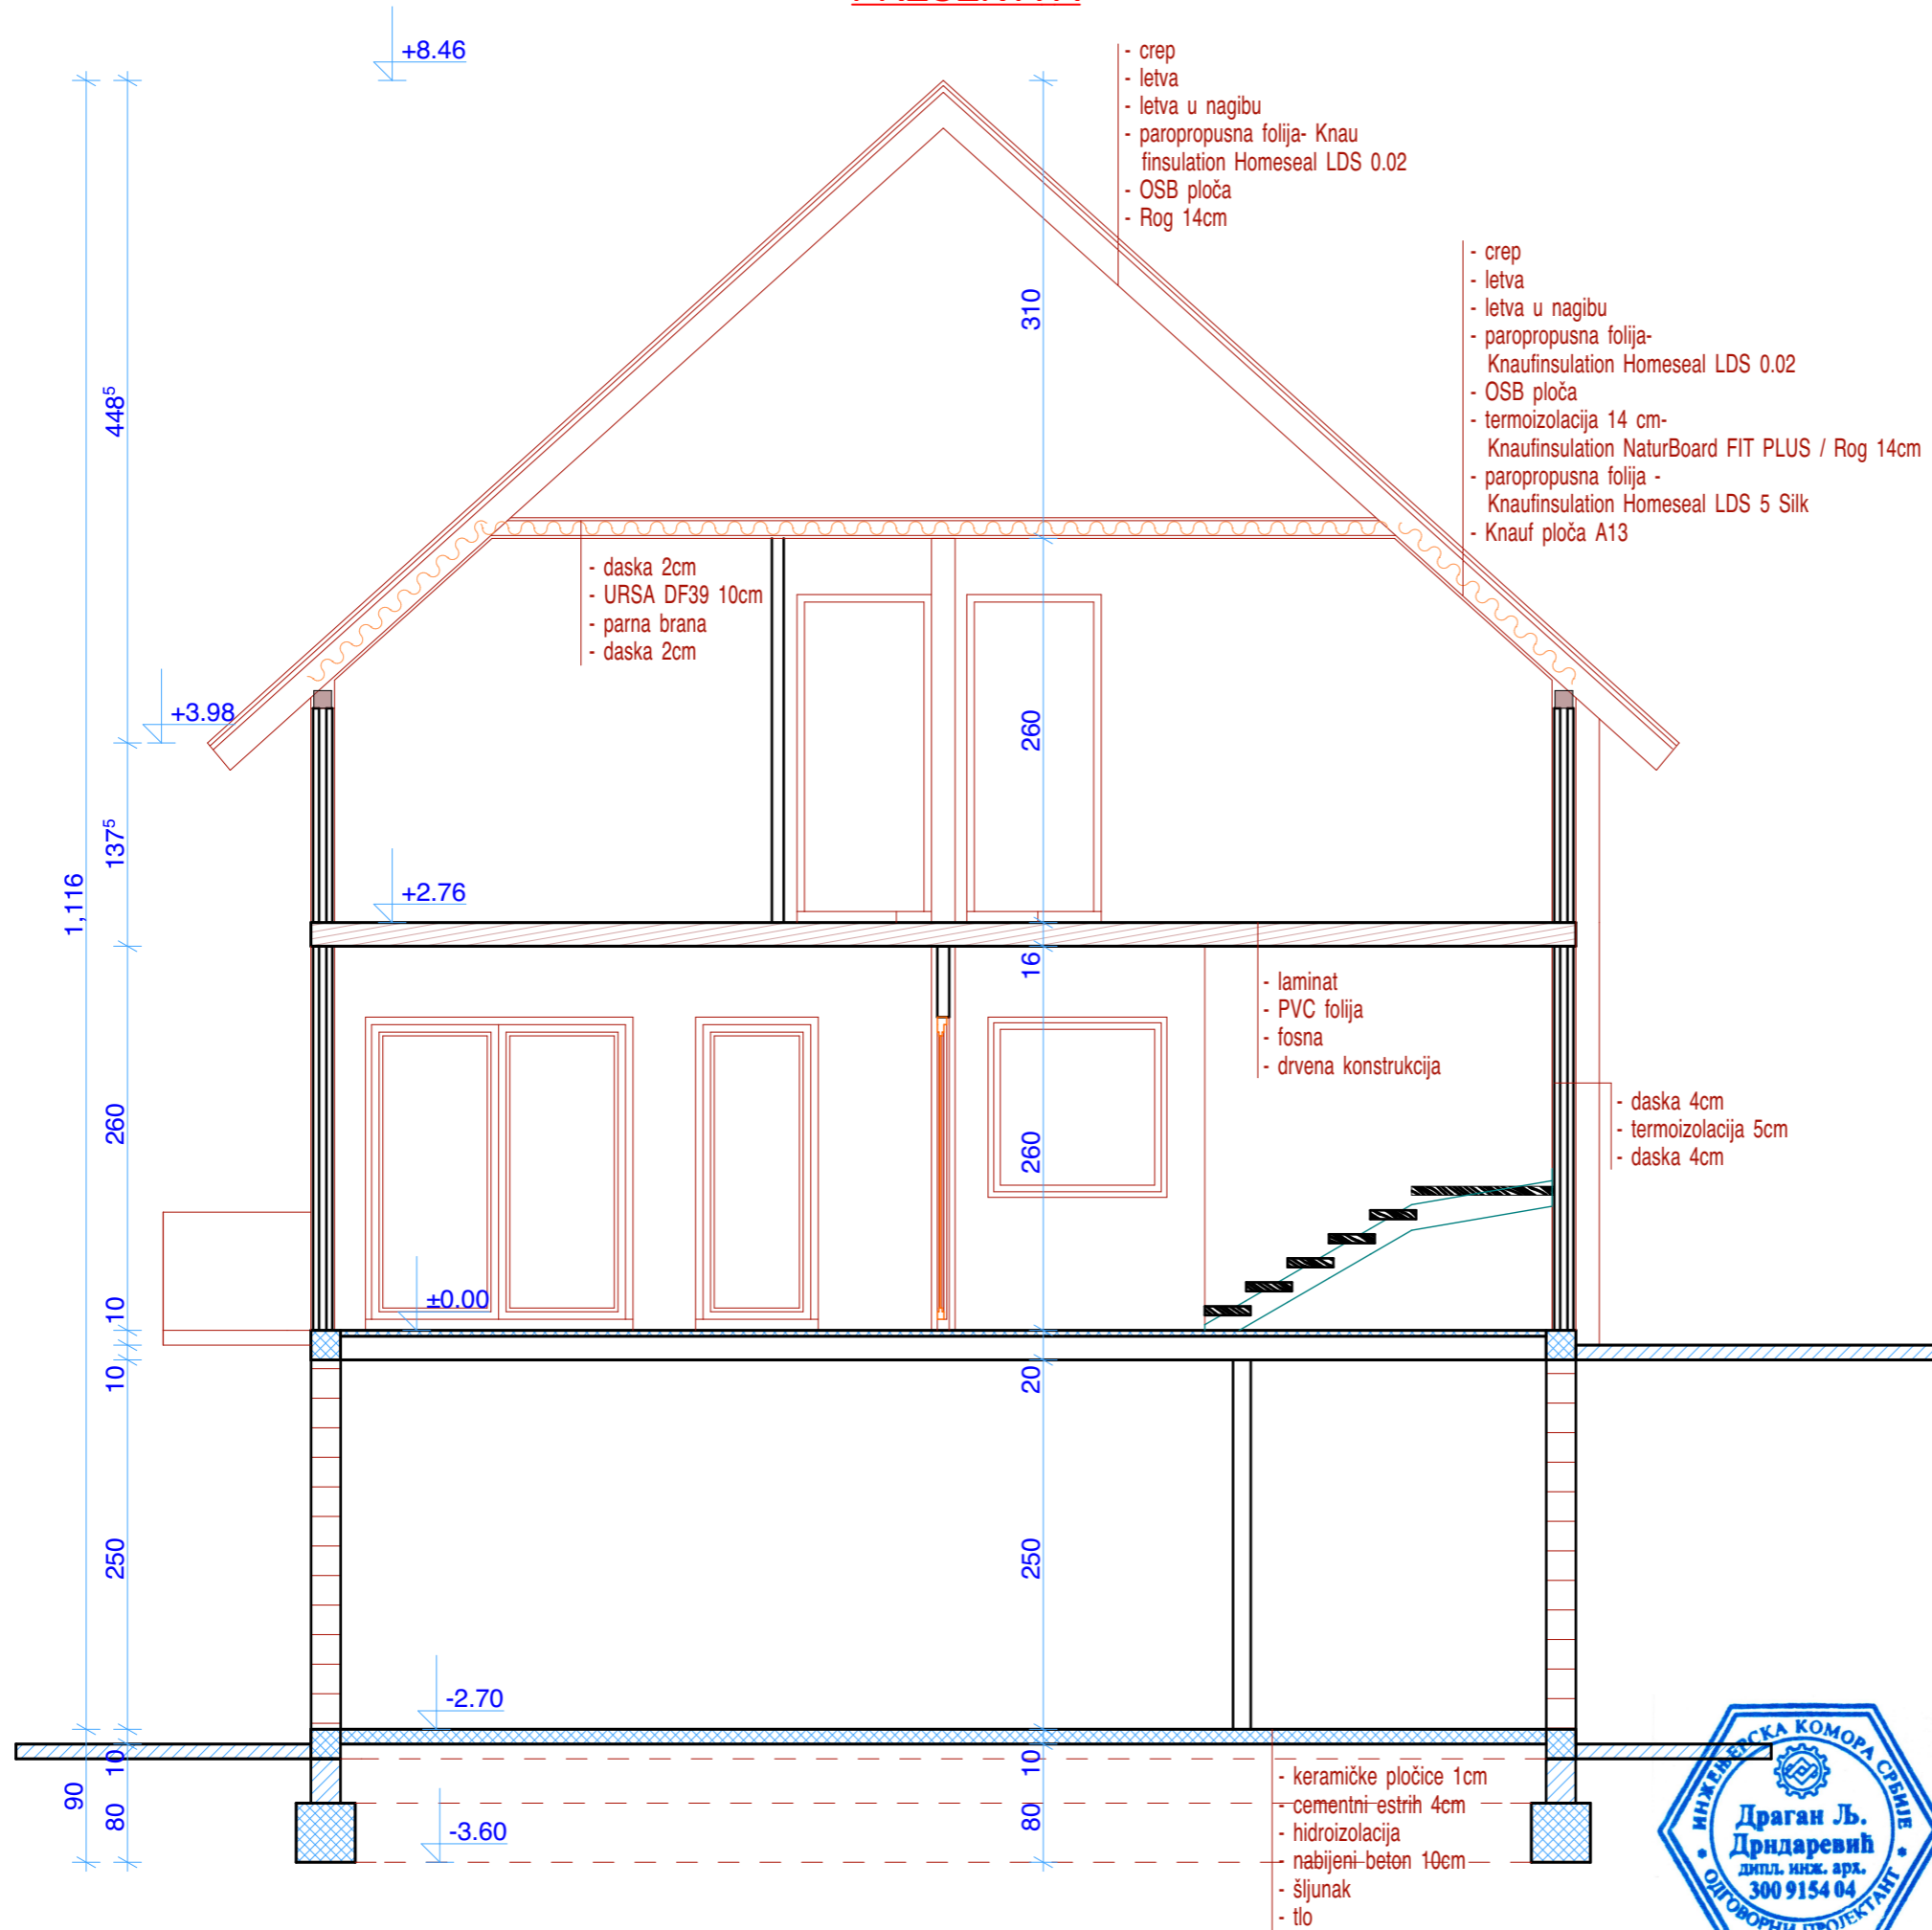 +8.46
- crep
- letva
- letva u nagibu
- paropropusna folija- Knau
finsulation Homeseal LDS 0.02
- OSB ploča
- Rog 14cm
- crep
- letva
- letva u nagibu
- paropropusna folija-
Knaufinsulation Homeseal LDS 0.02
- OSB ploča
- termoizolacija 14 cm-
Knaufinsulation NaturBoard FIT PLUS / Rog 14cm
- paropropusna folija -
Knaufinsulation Homeseal LDS 5 Silk
- Knauf ploča A13
310
448⁵
- daska 2cm
- URSA DF39 10cm
- parna brana
- daska 2cm
+3.98
260
137⁵
+2.76
1,116
16
- laminat
- PVC folija
- fosna
- drvena konstrukcija
260
260
- daska 4cm
- termoizolacija 5cm
- daska 4cm
±0.00
10
10
20
250
250
-2.70
10
10
90
80
80
-3.60
- keramičke pločice 1cm
- cementni estrih 4cm
- hidroizolacija
- nabijeni beton 10cm
- šljunak
- tlo
ИНЖЕЊЕРСКА КОМОРА СРБИЈЕ
Драган Љ.
Дрндаревић
дипл. инж. арх.
300 9154 04
ОДГОВОРНИ ПРОЈЕКТАНТ